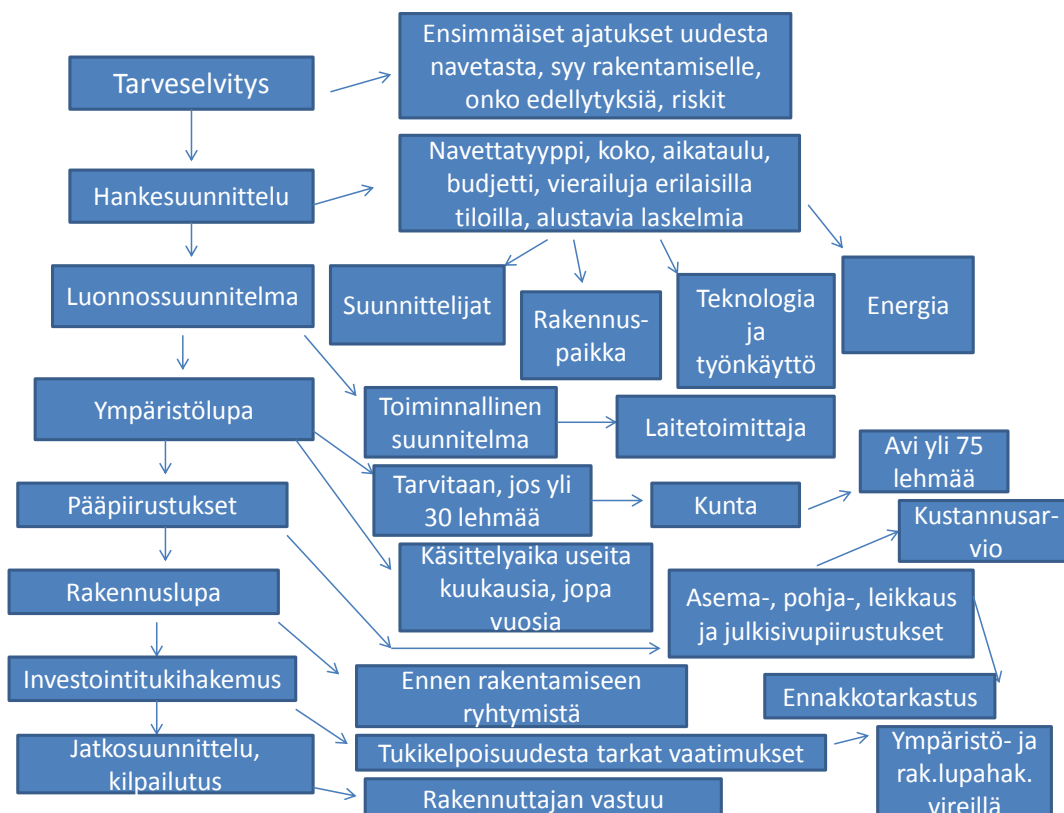 Tarveselvitys
Ensimmäiset ajatukset uudesta
navetasta, syy rakentamiselle,
onko edellytyksiä, riskit
Hankesuunnittelu
Navettatyyppi, koko, aikataulu,
budjetti, vierailuja erilaisilla
tiloilla, alustavia laskelmia
Luonnossuunnitelma
Suunnittelijat
Rakennus-
paikka
Teknologia
ja
työnkäyttö
Energia
Ympäristölupa
Toiminnallinen
suunnitelma
Laitetoimittaja
Tarvitaan, jos yli
30 lehmää
Kunta
Avi yli 75
lehmää
Pääpiirustukset
Käsittelyaika useita
kuukausia, jopa
vuosia
Asema-, pohja-, leikkaus
ja julkisivupiirustukset
Kustannusar-
vio
Rakennuslupa
Ennen rakentamiseen
ryhtymistä
Ennakkotarkastus
Investointitukihakemus
Tukikelpoisuudesta tarkat vaatimukset
Ympäristö- ja
rak.lupahak.
vireillä
Jatkosuunnittelu,
kilpailutus
Rakennuttajan vastuu